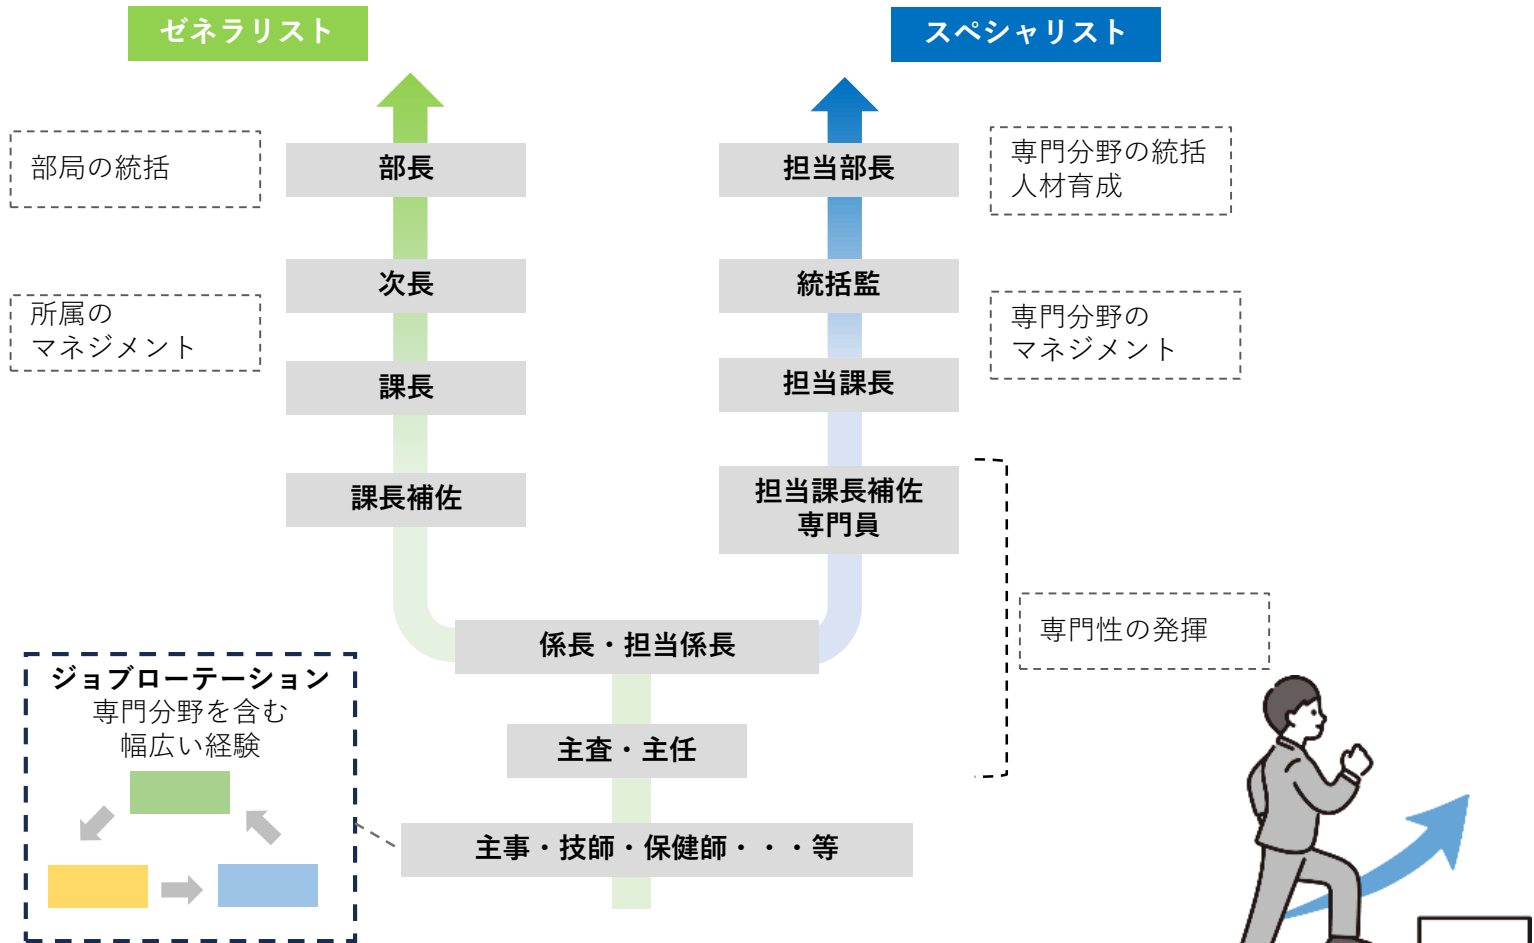 ゼネラリスト
スペシャリスト
部局の統括
部長
担当部長
専門分野の統括
人材育成
次長
統括監
所属の
マネジメント
専門分野の
マネジメント
課長
担当課長
課長補佐
担当課長補佐
専門員
係長・担当係長
専門性の発揮
ジョブローテーション
専門分野を含む
幅広い経験
主査・主任
主事・技師・保健師・・・等